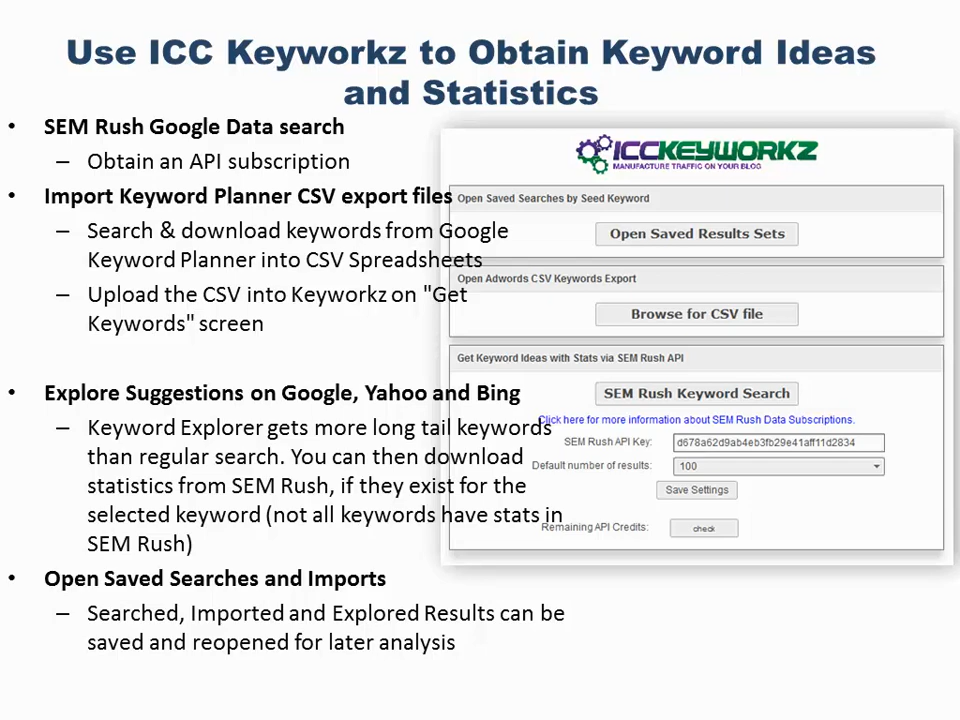 Use ICC Keyworkz to Obtain Keyword Ideas
and Statistics
• SEM Rush Google Data search
– Obtain an API subscription
• Import Keyword Planner CSV export files
– Search & download keywords from Google
Keyword Planner into CSV Spreadsheets
– Upload the CSV into Keyworkz on "Get
Keywords" screen
• Explore Suggestions on Google, Yahoo and Bing
– Keyword Explorer gets more long tail keywords
than regular search. You can then download
statistics from SEM Rush, if they exist for the
selected keyword (not all keywords have stats in
SEM Rush)
• Open Saved Searches and Imports
– Searched, Imported and Explored Results can be
saved and reopened for later analysis
ICCKEYWORKZ
MANUFACTURE TRAFFIC ON YOUR BLOG.
Open Saved Searches by Seed Keyword
Open Saved Results Sets
Open Adwords CSV Keywords Export
Browse for CSV file
Get Keyword Ideas with Stats via SEM Rush API
SEM Rush Keyword Search
Click here for more information about SEM Rush Data Subscriptions.
SEM Rush API Key: d678a62d9ab4eb3fb29e41aff11d2834
Default number of results: 100
Save Settings
Remaining API Credits: check